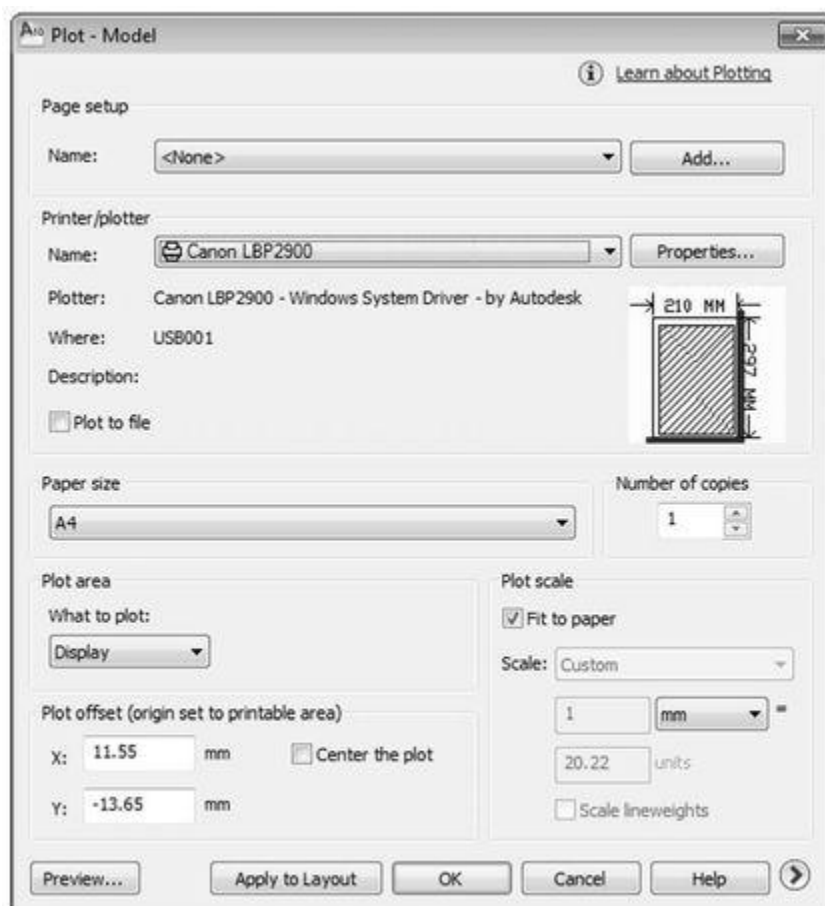 Plot - Model
Learn about Plotting
Page setup
Name: <None> Add...
Printer/plotter
Name: Canon LBP2900 Properties...
Plotter: Canon LBP2900 - Windows System Driver - by Autodesk
Where: USB001
Description:
Plot to file
210 MM
297 MM
Paper size
A4
Number of copies
1
Plot area
What to plot:
Display
Plot offset (origin set to printable area)
X: 11.55 mm Center the plot
Y: -13.65 mm
Plot scale
Fit to paper
Scale: Custom
1 mm =
20.22 units
Scale lineweights
Preview... Apply to Layout OK Cancel Help